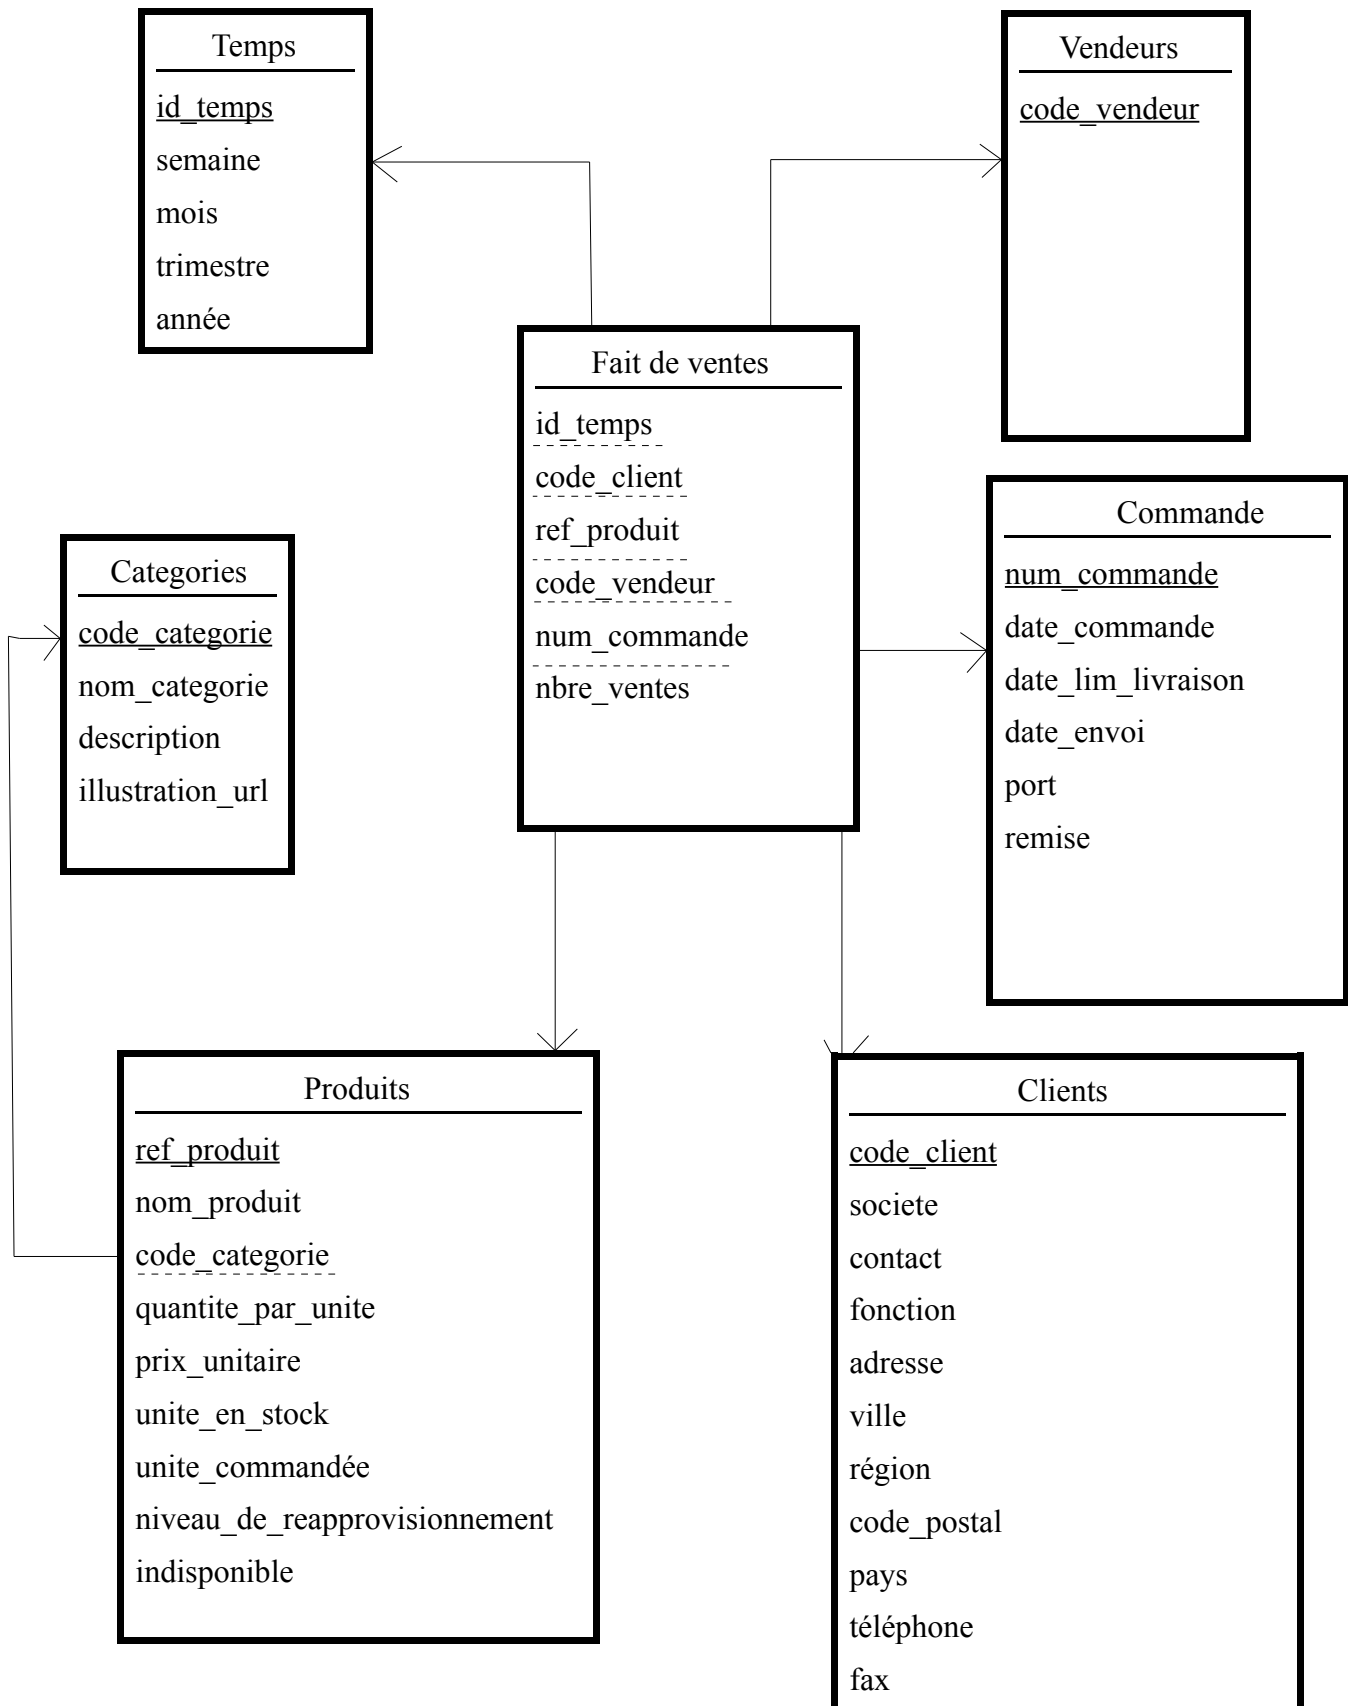 Temps
id_temps
semaine
mois
trimestre
année
Vendeurs
code_vendeur
Fait de ventes
id_temps
code_client
ref_produit
code_vendeur
num_commande
nbre_ventes
Commande
num_commande
date_commande
date_lim_livraison
date_envoi
port
remise
Categories
code_categorie
nom_categorie
description
illustration_url
Produits
ref_produit
nom_produit
code_categorie
quantite_par_unite
prix_unitaire
unite_en_stock
unite_commandée
niveau_de_reapprovisionnement
indisponible
Clients
code_client
societe
contact
fonction
adresse
ville
région
code_postal
pays
téléphone
fax